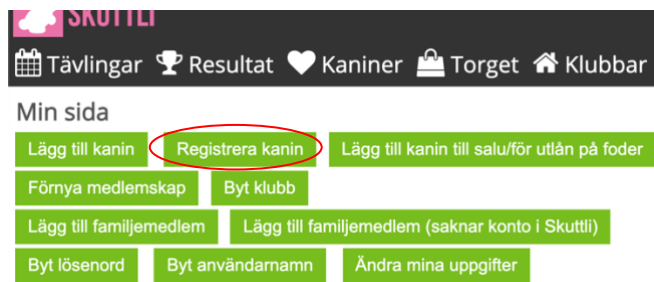 SKUTTLI
Tävlingar Resultat Kaniner Torget Klubbar
Min sida
Lägg till kanin Registrera kanin Lägg till kanin till salu/för utlån på foder
Förnya medlemskap Byt klubb
Lägg till familjemedlem Lägg till familjemedlem (saknar konto i Skuttli)
Byt lösenord Byt användarnamn Ändra mina uppgifter